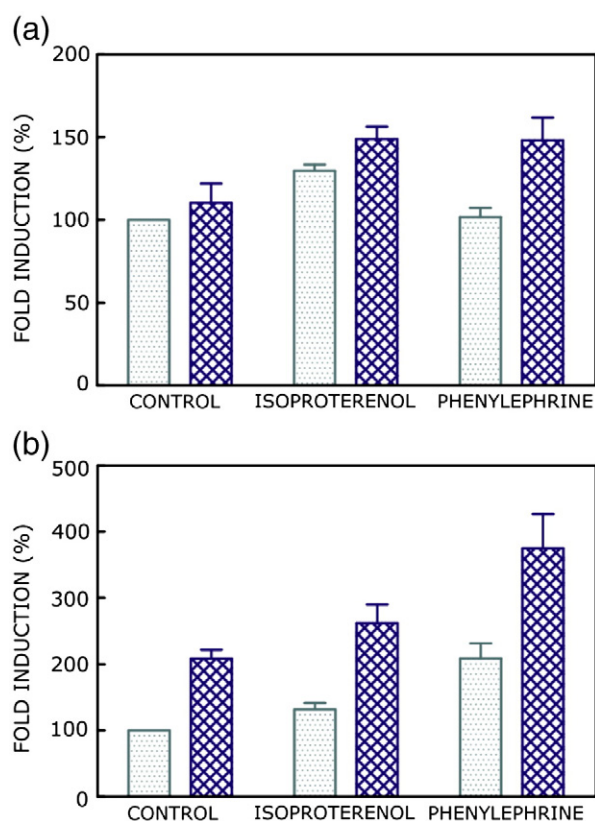 (a)
FOLD INDUCTION (%)
200
150
100
50
0
CONTROL ISOPROTERENOL PHENYLEPHRINE
(b)
FOLD INDUCTION (%)
500
400
300
200
100
0
CONTROL ISOPROTERENOL PHENYLEPHRINE